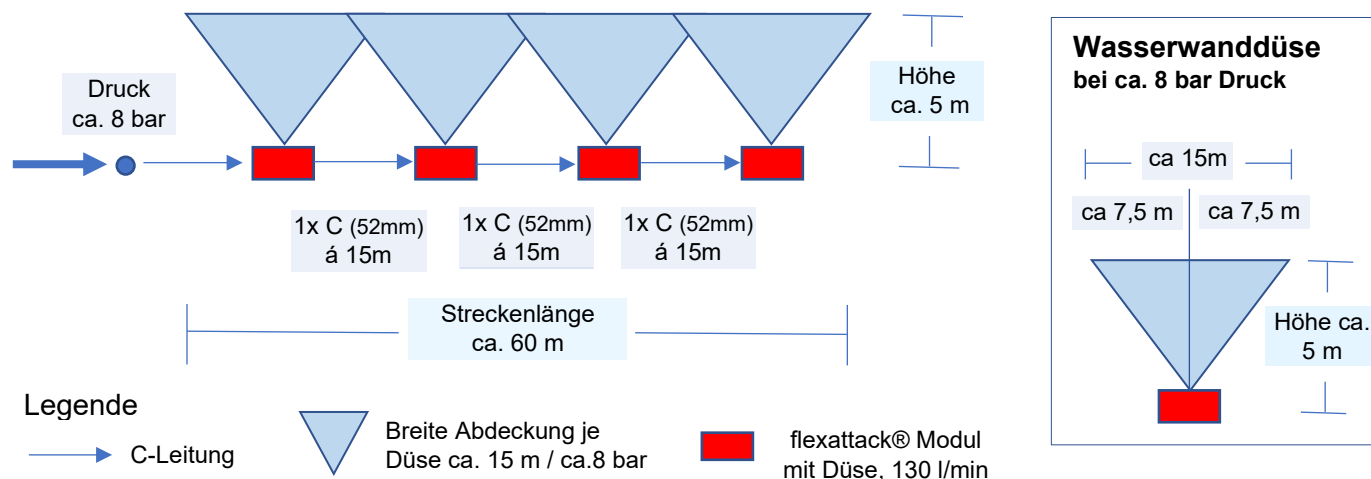 Druck
ca. 8 bar
Höhe
ca. 5 m
1x C (52mm)
á 15m
1x C (52mm)
á 15m
1x C (52mm)
á 15m
Streckenlänge
ca. 60 m
Legende
C-Leitung
Breite Abdeckung je
Düse ca. 15 m / ca.8 bar
flexattack® Modul
mit Düse, 130 l/min
Wasserwanddüse
bei ca. 8 bar Druck
ca 15m
ca 7,5 m
ca 7,5 m
Höhe ca.
5 m